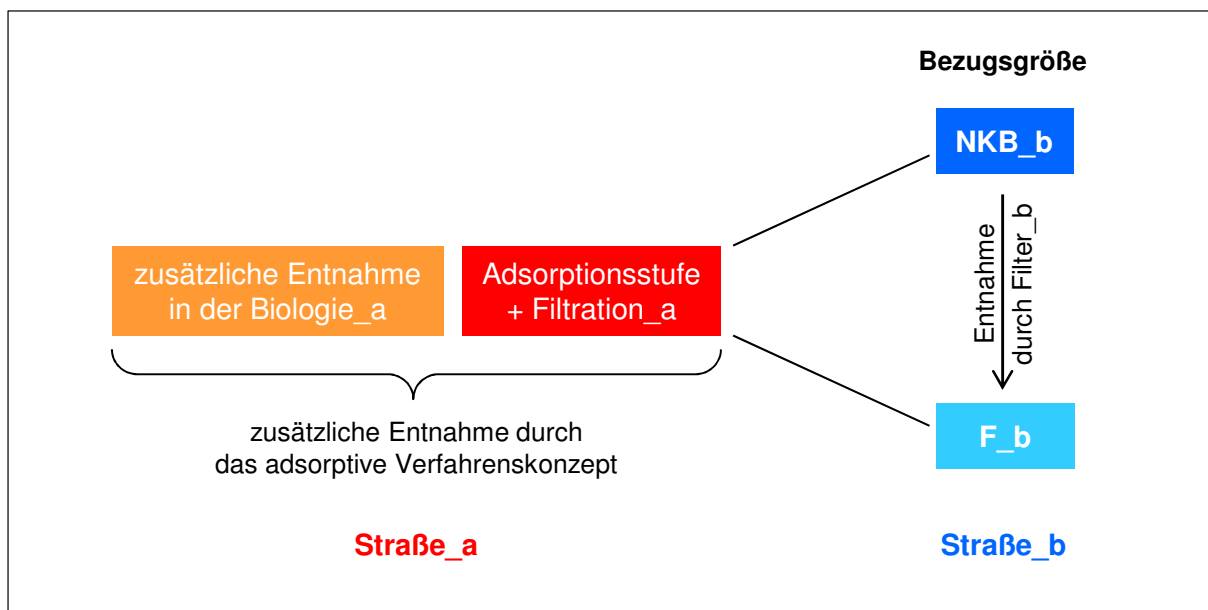 Bezugsgröße
NKB_b
Entnahme
durch Filter_b
zusätzliche Entnahme
in der Biologie_a
Adsorptionsstufe
+ Filtration_a
F_b
zusätzliche Entnahme durch
das adsorptive Verfahrenskonzept
Straße_a
Straße_b